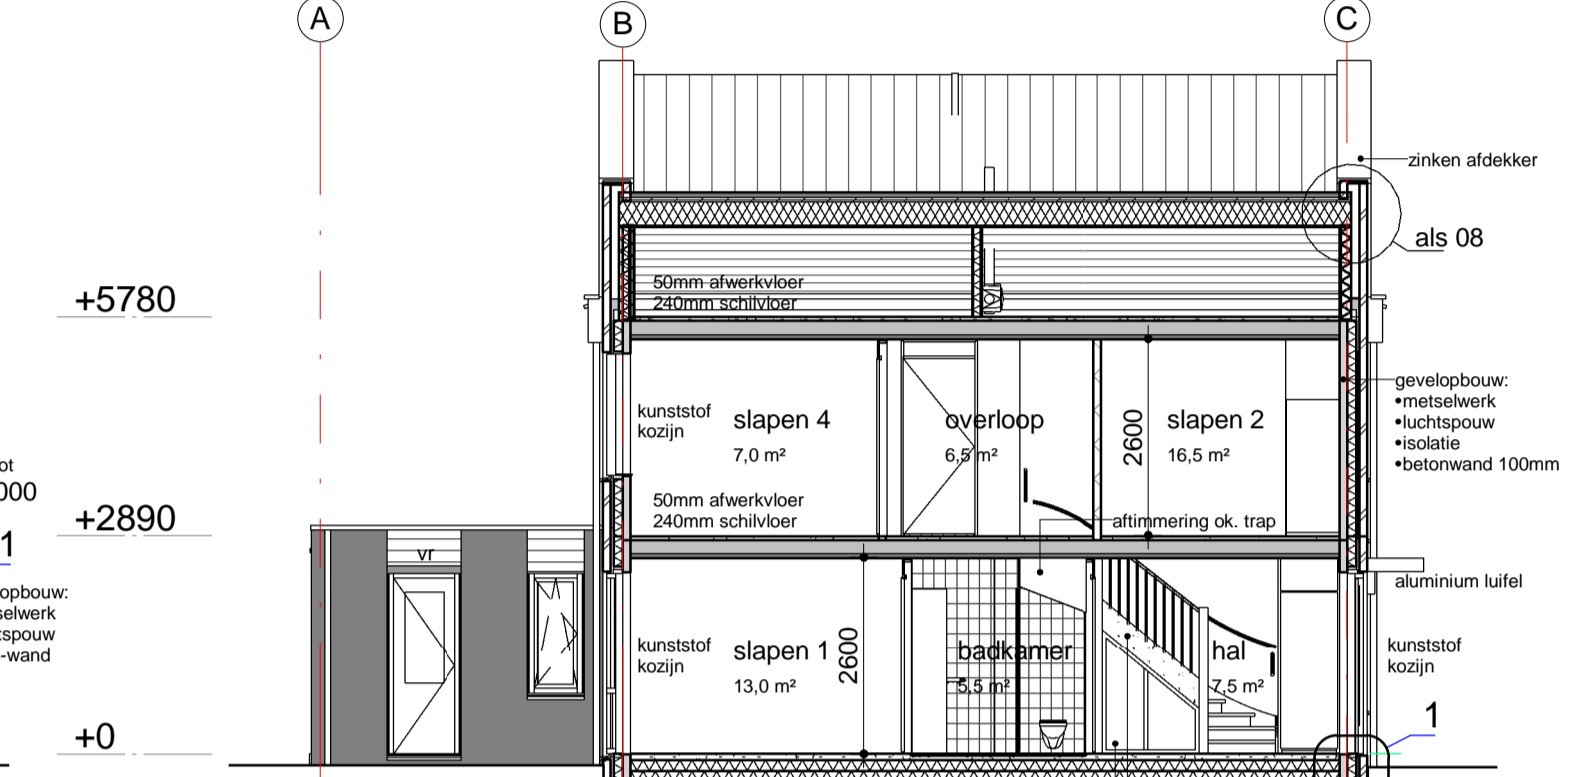 A
B
C
zinken afdekker
als 08
50mm afwerkvloer
240mm schilvloer
+5780
gevelopbouw:
•metselwerk
•luchtspouw
•isolatie
•betonwand 100mm
kunststof
kozijn
slapen 4
7,0 m²
overloop
6,5 m²
2600
slapen 2
16,5 m²
50mm afwerkvloer
240mm schilvloer
aftimmering ok. trap
ot
000
1
+2890
vr
opbouw:
selwerk
tspouw
-wand
aluminium luifel
kunststof
kozijn
slapen 1
13,0 m²
2600
badkamer
5,5 m²
hal
7,5 m²
kunststof
kozijn
1
+0